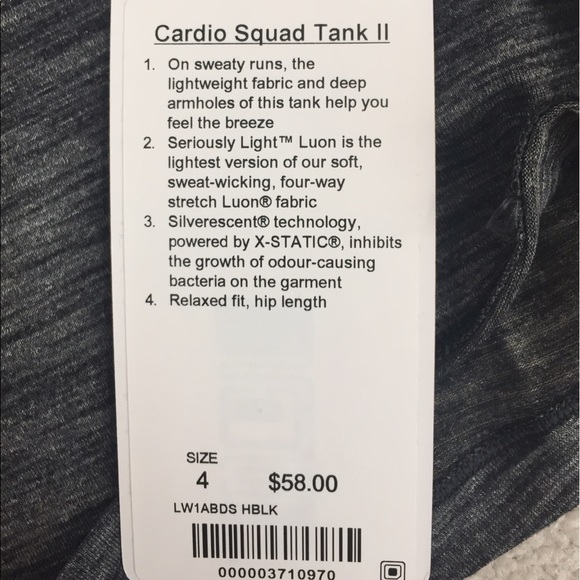 Cardio Squad Tank II
1. On sweaty runs, the
lightweight fabric and deep
armholes of this tank help you
feel the breeze
2. Seriously Light™ Luon is the
lightest version of our soft,
sweat-wicking, four-way
stretch Luon® fabric
3. Silverescent® technology,
powered by X-STATIC®, inhibits
the growth of odour-causing
bacteria on the garment
4. Relaxed fit, hip length
SIZE
4 $58.00
LW1ABDS HBLK
000003710970